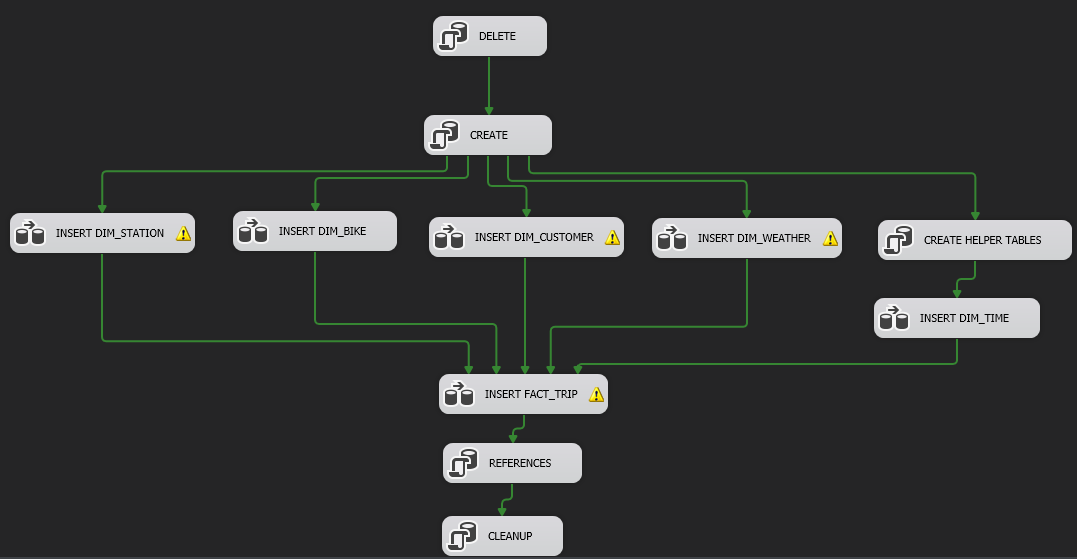 DELETE
CREATE
INSERT DIM_STATION
INSERT DIM_BIKE
INSERT DIM_CUSTOMER
INSERT DIM_WEATHER
CREATE HELPER TABLES
INSERT DIM_TIME
INSERT FACT_TRIP
REFERENCES
CLEANUP